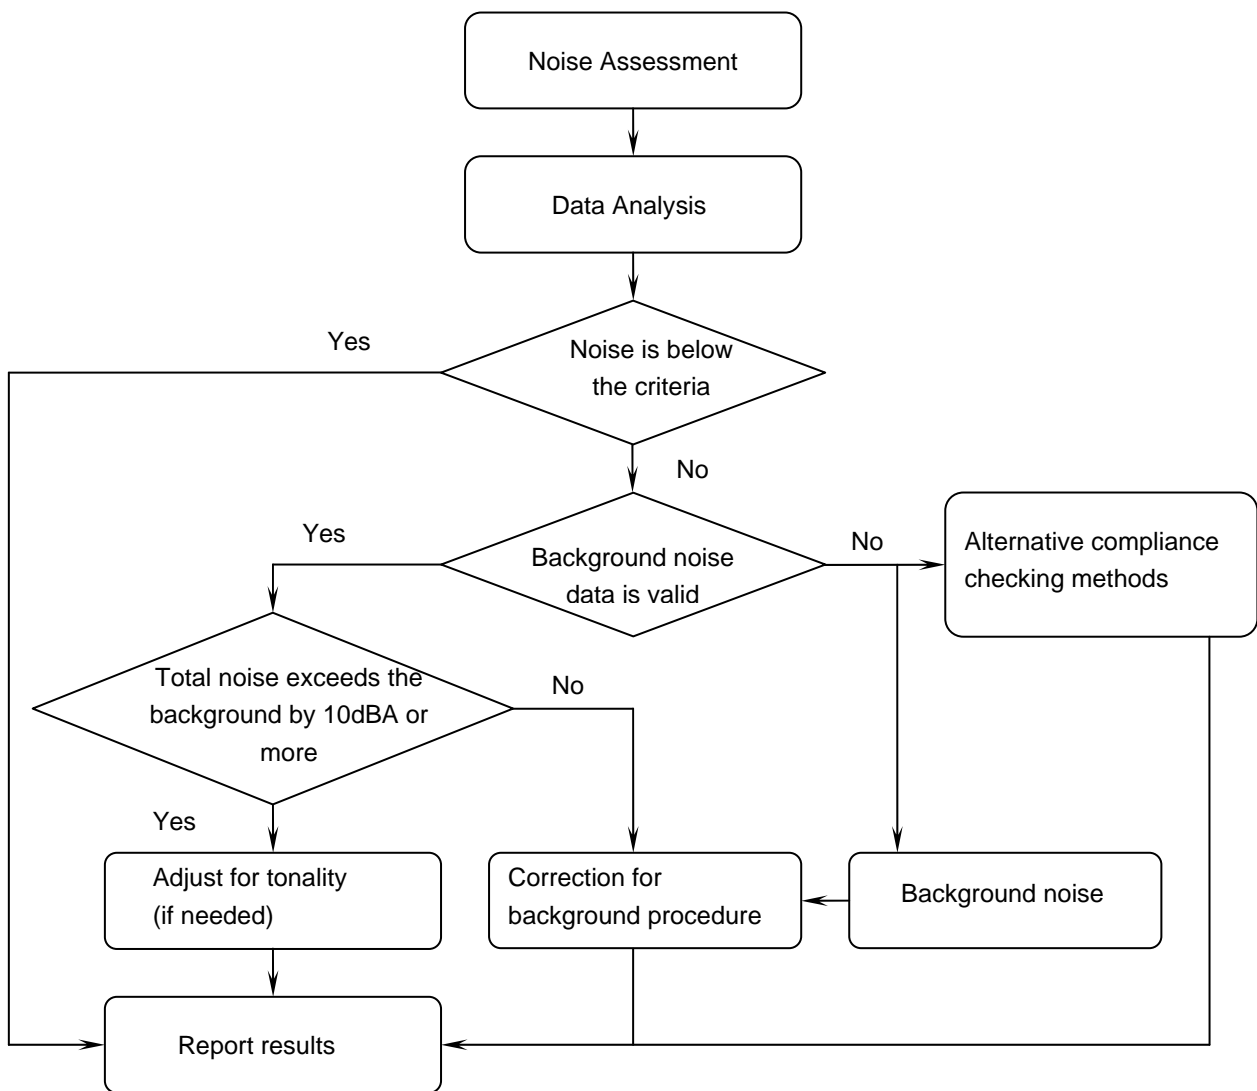 Noise Assessment
Data Analysis
Yes
Noise is below
the criteria
No
Yes
Background noise
data is valid
No
Alternative compliance
checking methods
Total noise exceeds the
background by 10dBA or
more
No
Yes
Adjust for tonality
(if needed)
Correction for
background procedure
Background noise
Report results